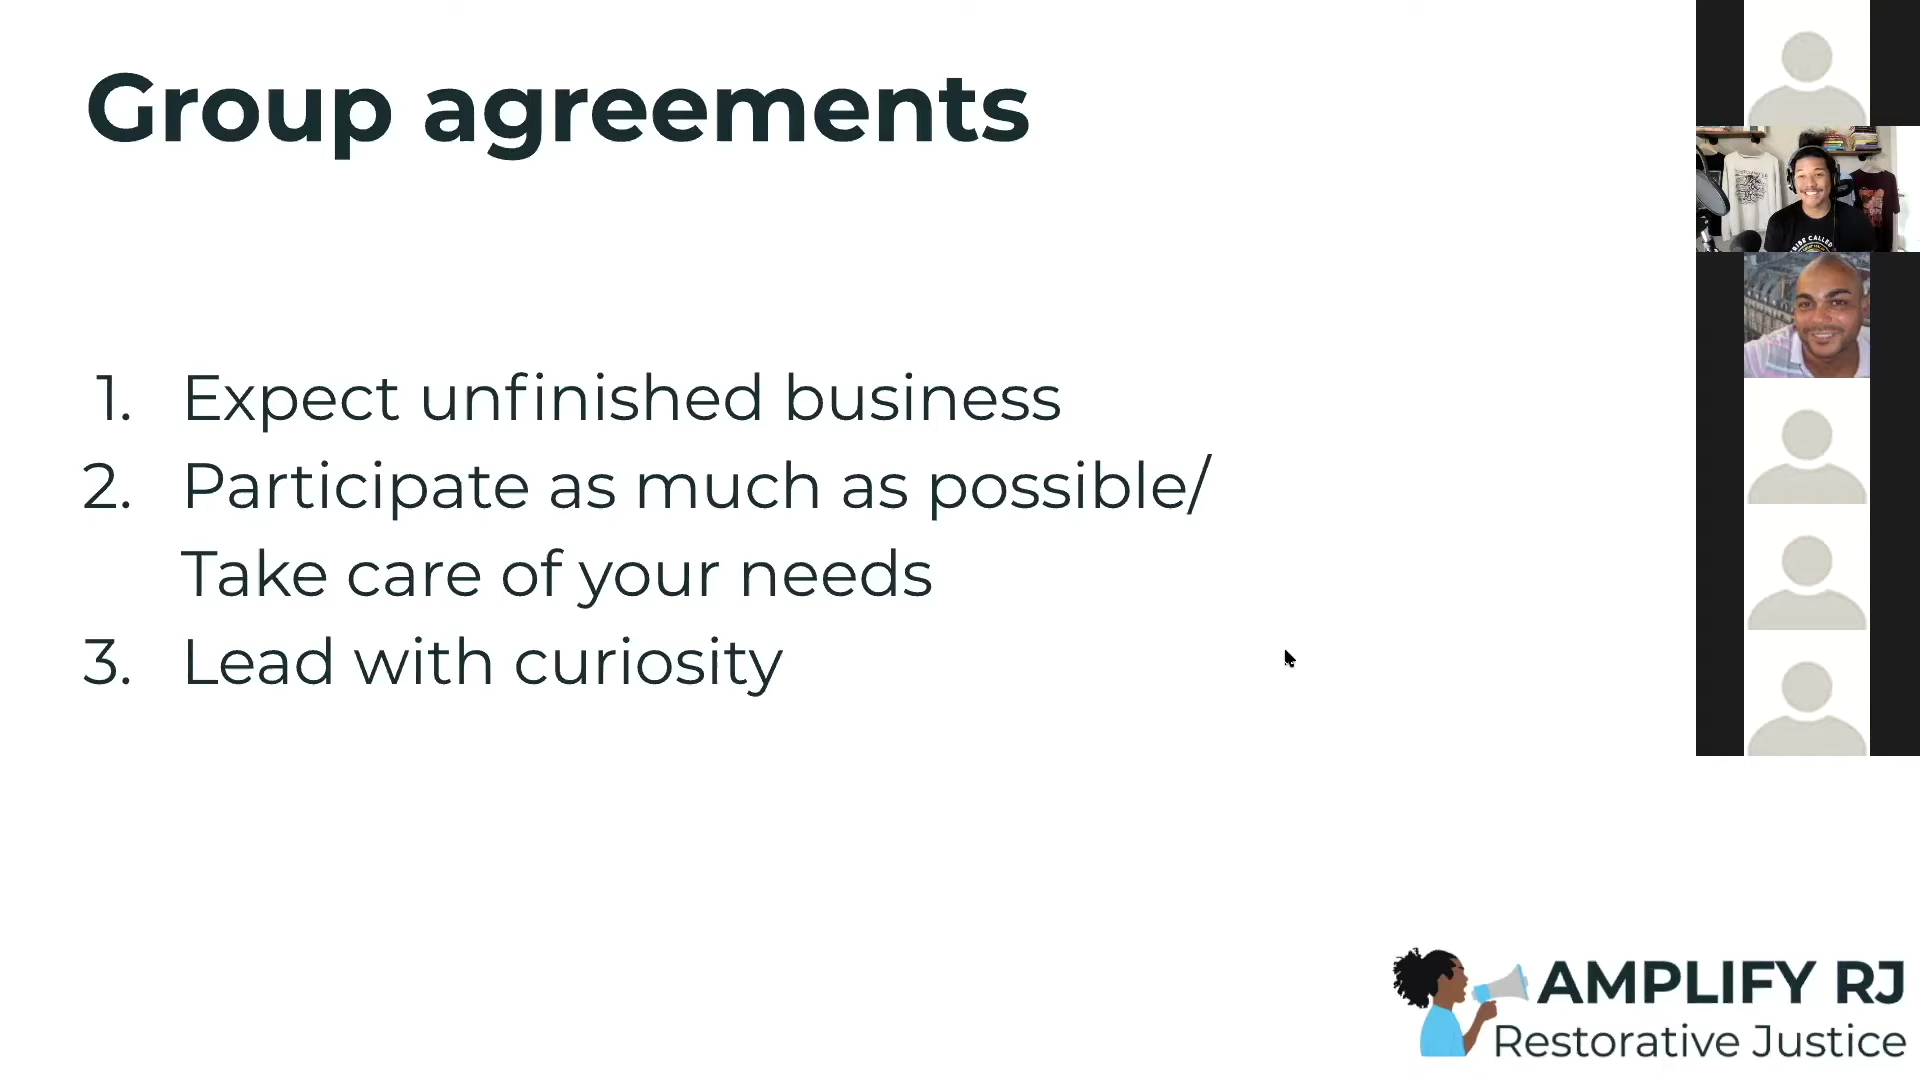 Group agreements
1. Expect unfinished business
2. Participate as much as possible/
Take care of your needs
3. Lead with curiosity
AMPLIFY RJ
Restorative Justice